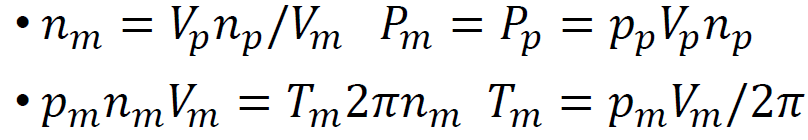 • n_m = V_p n_p / V_m   P_m = P_p = p_p V_p n_p
• p_m n_m V_m = T_m 2π n_m   T_m = p_m V_m / 2π